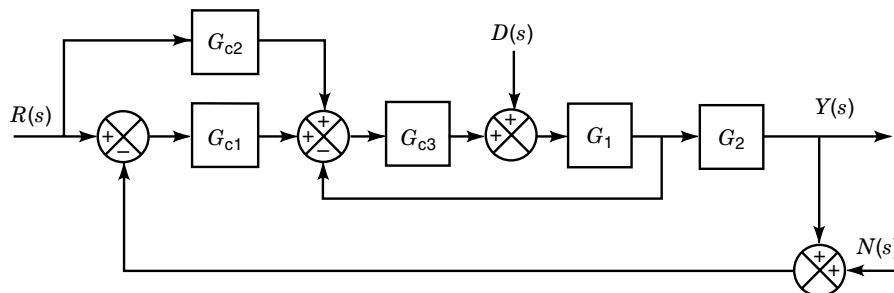 D(s)
G_c2
R(s)
Y(s)
+
−
G_c1
+
+
−
G_c3
+
+
G_1
G_2
N(s)
+
+